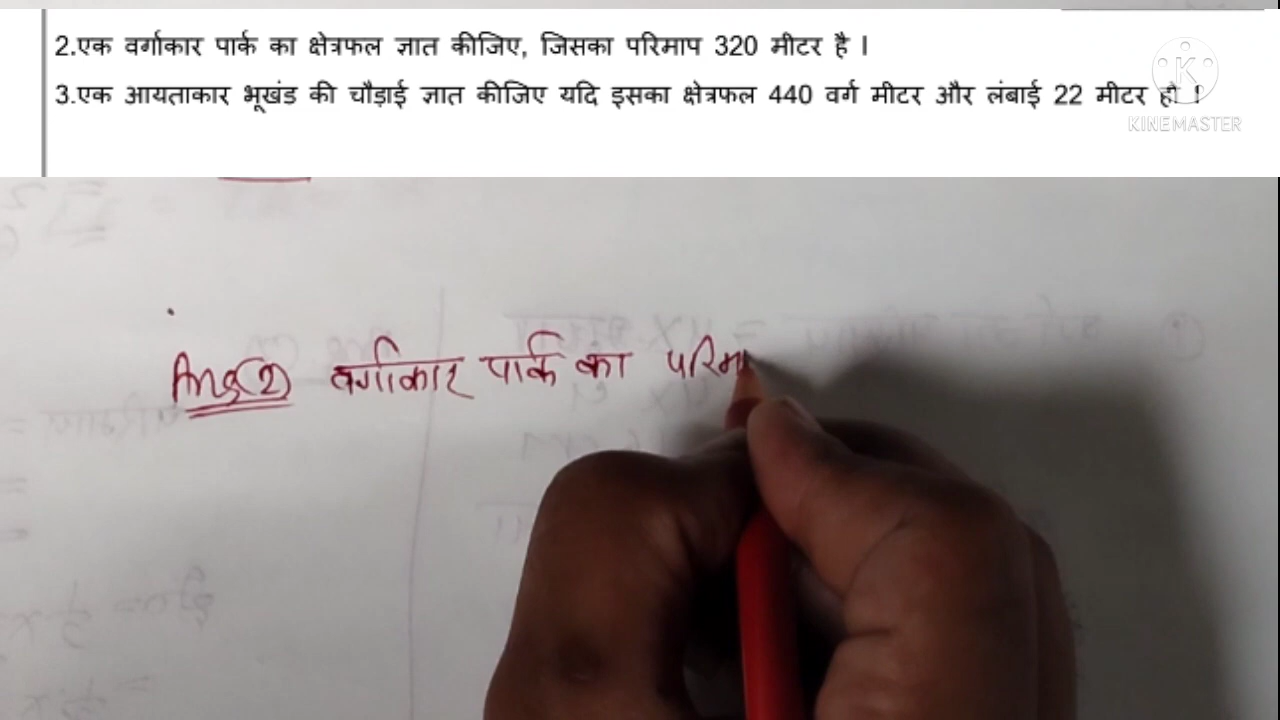 2.एक वर्गाकार पार्क का क्षेत्रफल ज्ञात कीजिए, जिसका परिमाप 320 मीटर है ।
3.एक आयताकार भूखंड की चौड़ाई ज्ञात कीजिए यदि इसका क्षेत्रफल 440 वर्ग मीटर और लंबाई 22 मीटर हो ।
KINEMASTER
Ans(2) वर्गाकार पार्क का परिमा